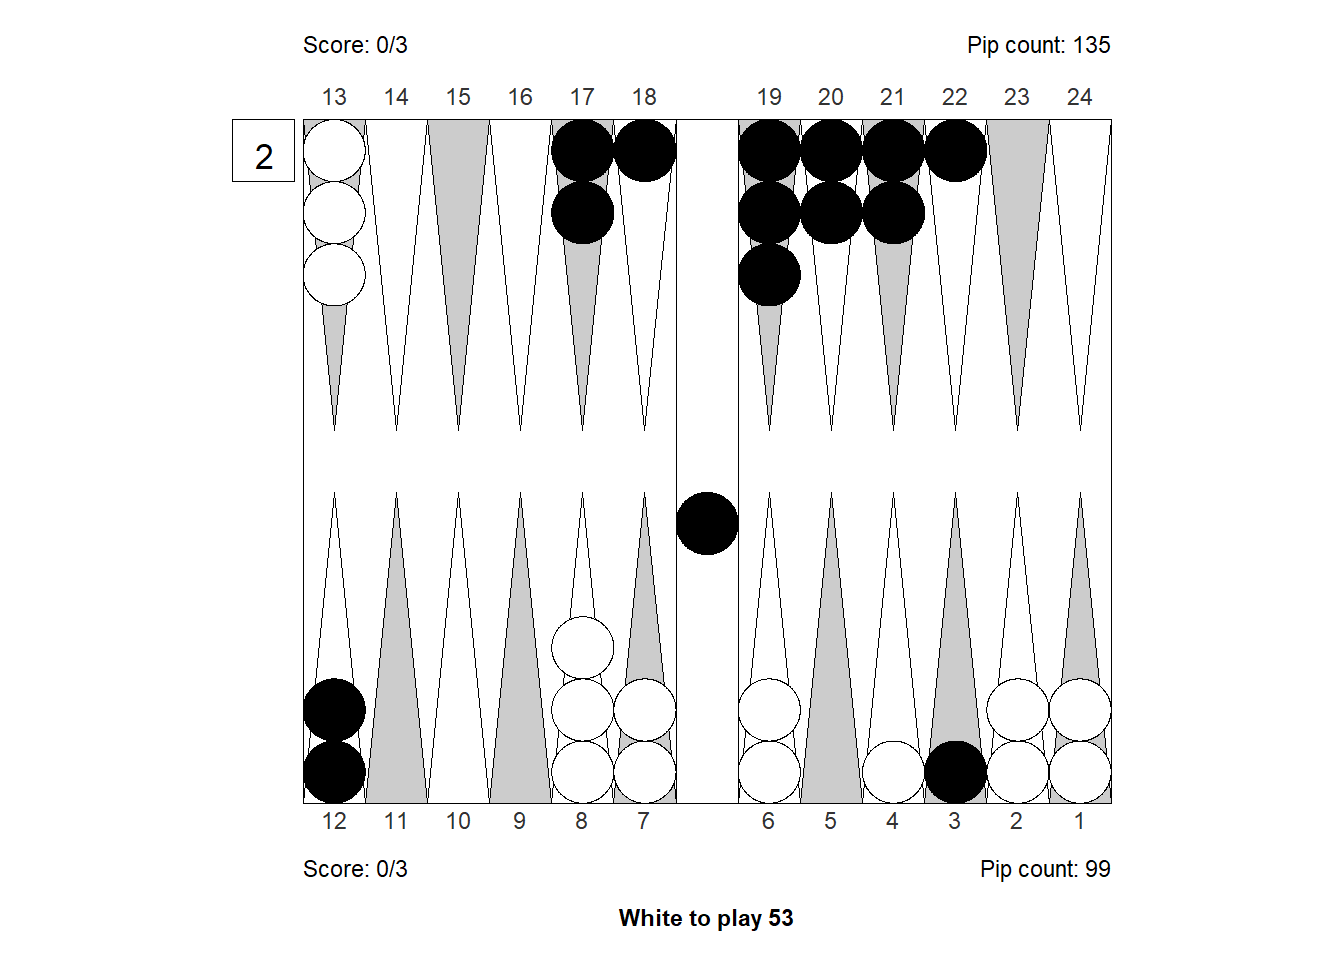 Score: 0/3 Pip count: 135
13 14 15 16 17 18 19 20 21 22 23 24
2
12 11 10 9 8 7 6 5 4 3 2 1
Score: 0/3 Pip count: 99
White to play 53